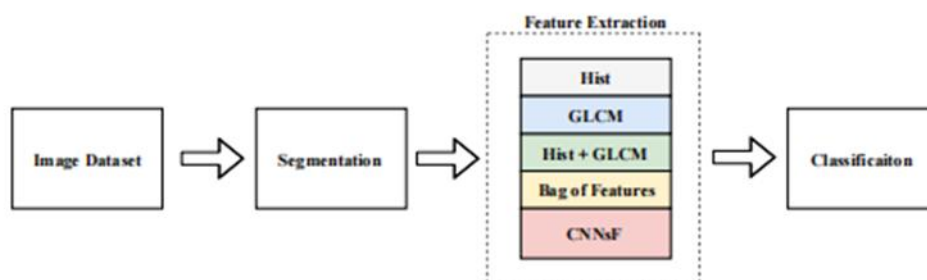 Feature Extraction
Image Dataset
Segmentation
Hist
GLCM
Hist + GLCM
Bag of Features
CNNsF
Classificaiton